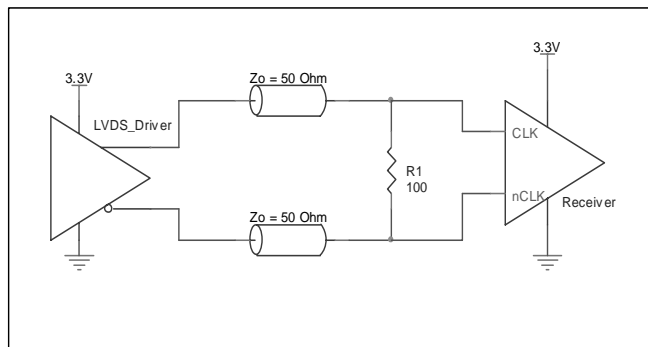 3.3V
LVDS_Driver
Zo = 50 Ohm
Zo = 50 Ohm
R1
100
3.3V
CLK
nCLK
Receiver